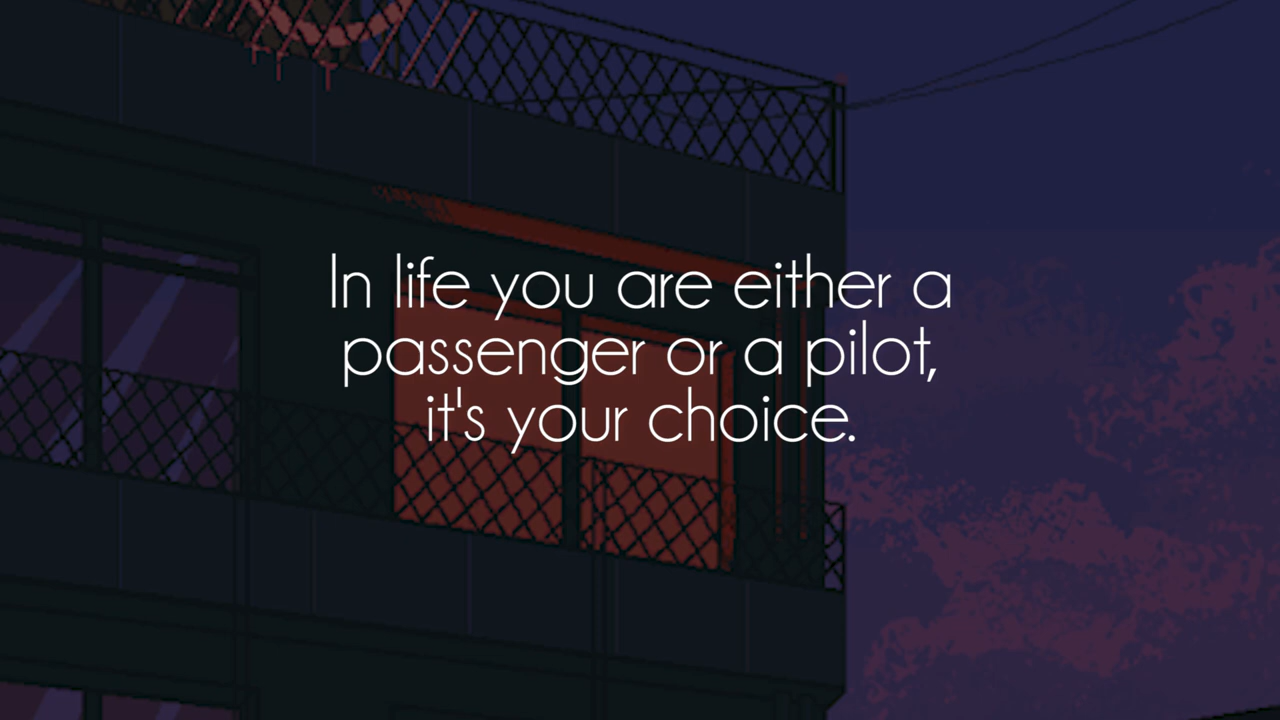 In life you are either a
passenger or a pilot,
it's your choice.